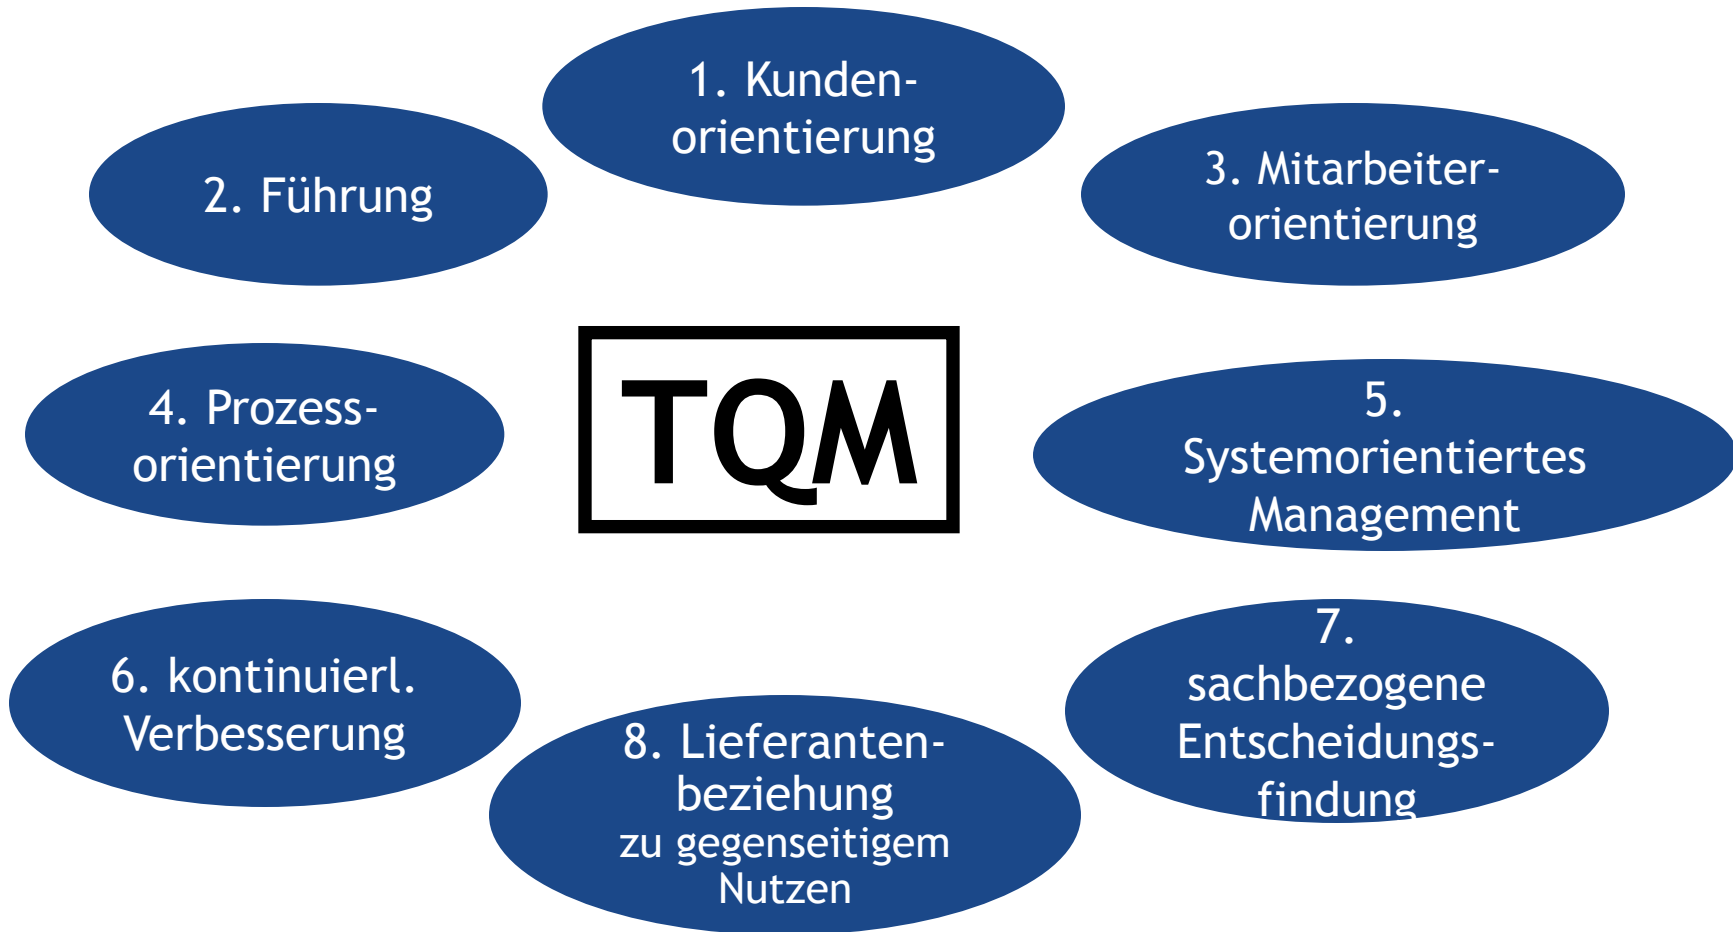 1. Kunden-
orientierung
2. Führung
3. Mitarbeiter-
orientierung
4. Prozess-
orientierung
TQM
5.
Systemorientiertes
Management
6. kontinuierl.
Verbesserung
7.
sachbezogene
Entscheidungs-
findung
8. Lieferanten-
beziehung
zu gegenseitigem
Nutzen